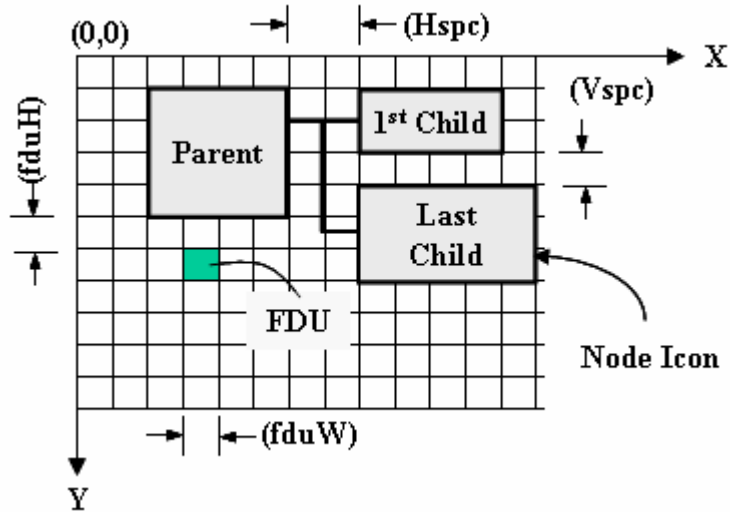 (0,0)
(Hspc)
X
(Vspc)
1st Child
Parent
(fduH)
Last
Child
FDU
Node Icon
(fduW)
Y